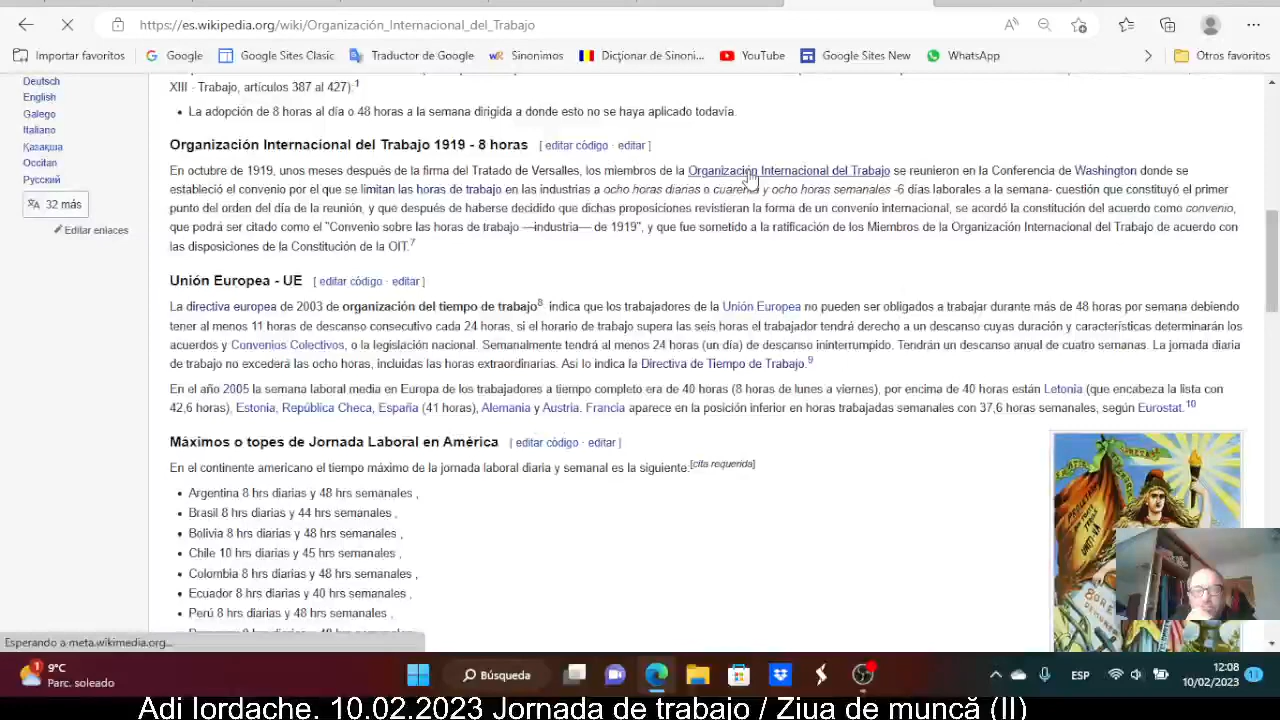 https://es.wikipedia.org/wiki/Organización_Internacional_del_Trabajo
Importar favoritos Google Google Sites Clasic Traductor de Google Sinonimos Dicționar de Sinoni... YouTube Google Sites New WhatsApp Otros favoritos
Deutsch
English
Galego
Italiano
Қазақша
Occitan
Русский
32 más
Editar enlaces
XIII - Trabajo, artículos 387 al 427):1
La adopción de 8 horas al día o 48 horas a la semana dirigida a donde esto no se haya aplicado todavía.
Organización Internacional del Trabajo 1919 - 8 horas [ editar código · editar ]
En octubre de 1919, unos meses después de la firma del Tratado de Versalles, los miembros de la Organización Internacional del Trabajo se reunieron en la Conferencia de Washington donde se
estableció el convenio por el que se limitan las horas de trabajo en las industrias a ocho horas diarias o cuarenta y ocho horas semanales -6 días laborales a la semana- cuestión que constituyó el primer
punto del orden del día de la reunión, y que después de haberse decidido que dichas proposiciones revistieran la forma de un convenio internacional, se acordó la constitución del acuerdo como convenio,
que podrá ser citado como el "Convenio sobre las horas de trabajo —industria— de 1919", y que fue sometido a la ratificación de los Miembros de la Organización Internacional del Trabajo de acuerdo con
las disposiciones de la Constitución de la OIT.7
Unión Europea - UE [ editar código · editar ]
La directiva europea de 2003 de organización del tiempo de trabajo8 indica que los trabajadores de la Unión Europea no pueden ser obligados a trabajar durante más de 48 horas por semana debiendo
tener al menos 11 horas de descanso consecutivo cada 24 horas, si el horario de trabajo supera las seis horas el trabajador tendrá derecho a un descanso cuyas duración y características determinarán los
acuerdos y Convenios Colectivos, o la legislación nacional. Semanalmente tendrá al menos 24 horas (un día) de descanso ininterrumpido. Tendrán un descanso anual de cuatro semanas. La jornada diaria
de trabajo no excederá las ocho horas, incluidas las horas extraordinarias. Así lo indica la Directiva de Tiempo de Trabajo.9
En el año 2005 la semana laboral media en Europa de los trabajadores a tiempo completo era de 40 horas (8 horas de lunes a viernes), por encima de 40 horas están Letonia (que encabeza la lista con
42,6 horas), Estonia, República Checa, España (41 horas), Alemania y Austria. Francia aparece en la posición inferior en horas trabajadas semanales con 37,6 horas semanales, según Eurostat.10
Máximos o topes de Jornada Laboral en América [ editar código · editar ]
En el continente americano el tiempo máximo de la jornada laboral diaria y semanal es la siguiente:[cita requerida]
Argentina 8 hrs diarias y 48 hrs semanales ,
Brasil 8 hrs diarias y 44 hrs semanales ,
Bolivia 8 hrs diarias y 48 hrs semanales ,
Chile 10 hrs diarias y 45 hrs semanales ,
Colombia 8 hrs diarias y 48 hrs semanales ,
Ecuador 8 hrs diarias y 40 hrs semanales ,
Perú 8 hrs diarias y 48 hrs semanales ,
Esperando a meta.wikimedia.org...
1
9°C
Parc. soleado
Búsqueda
ESP
12:08
10/02/2023
Adi Iordache. 10.02.2023 Jornada de trabajo / Ziua de muncă (II)